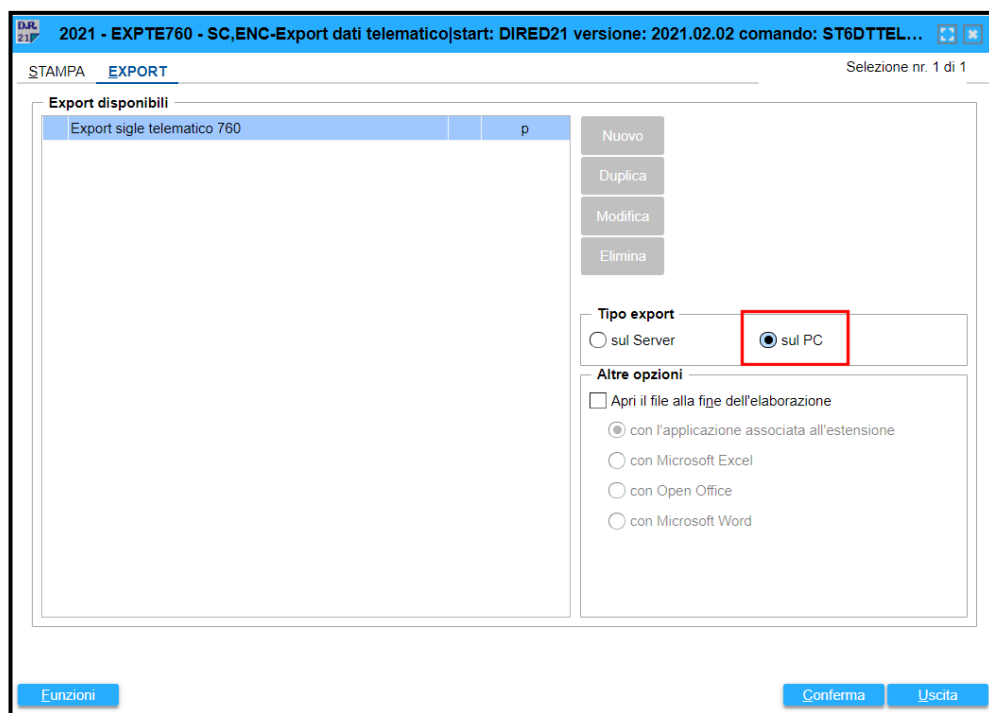 D.R.
21
2021 - EXPTE760 - SC,ENC-Export dati telematico|start: DIRED21 versione: 2021.02.02 comando: ST6DTTEL...
STAMPA EXPORT
Selezione nr. 1 di 1
Export disponibili
Export sigle telematico 760 p
Nuovo
Duplica
Modifica
Elimina
Tipo export
sul Server sul PC
Altre opzioni
Apri il file alla fine dell'elaborazione
con l'applicazione associata all'estensione
con Microsoft Excel
con Open Office
con Microsoft Word
Funzioni Conferma Uscita